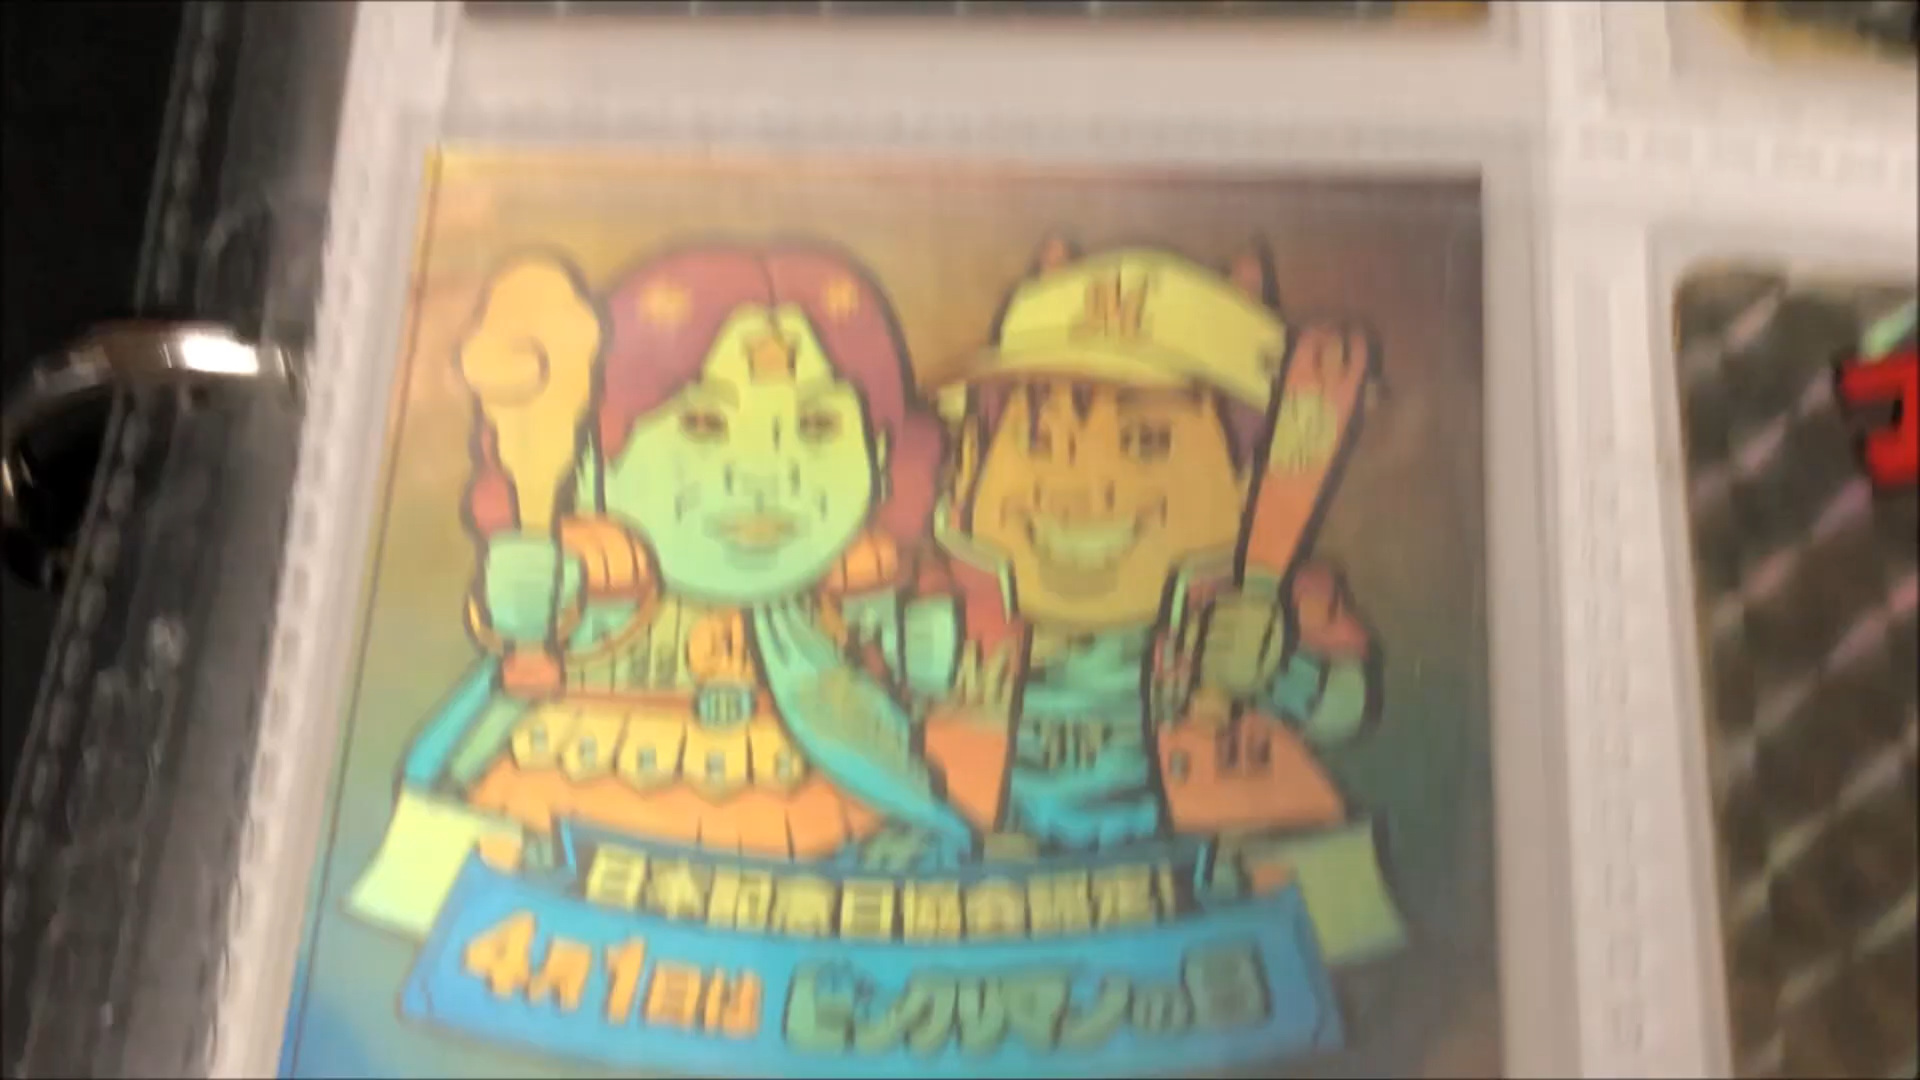 日本記念日協会認定!
4月1日は ビックリマンの日
コ